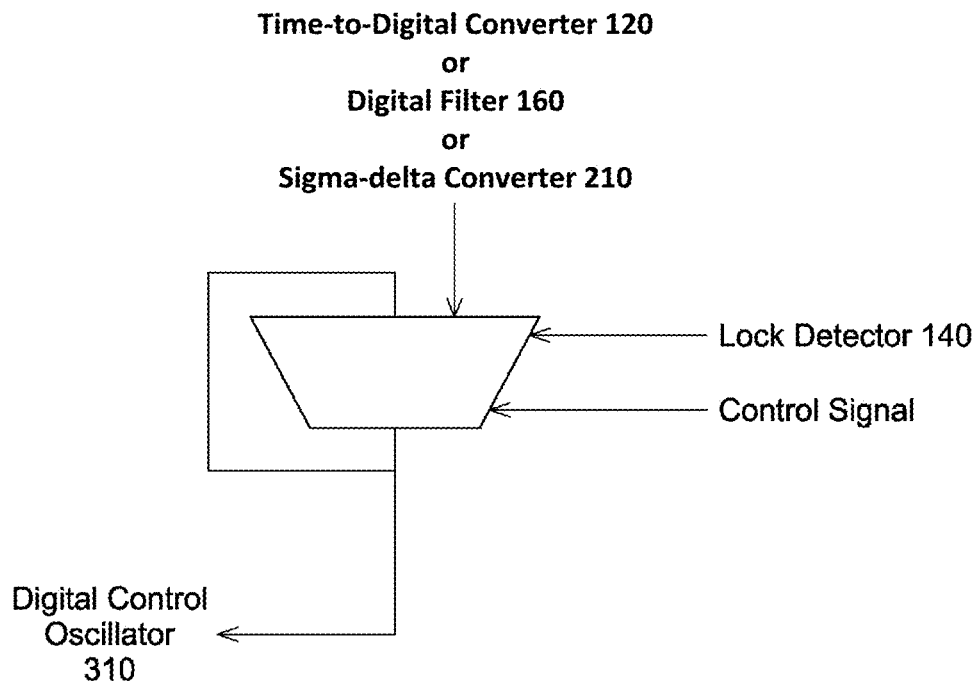 Time-to-Digital Converter 120
or
Digital Filter 160
or
Sigma-delta Converter 210
Lock Detector 140
Control Signal
Digital Control
Oscillator
310